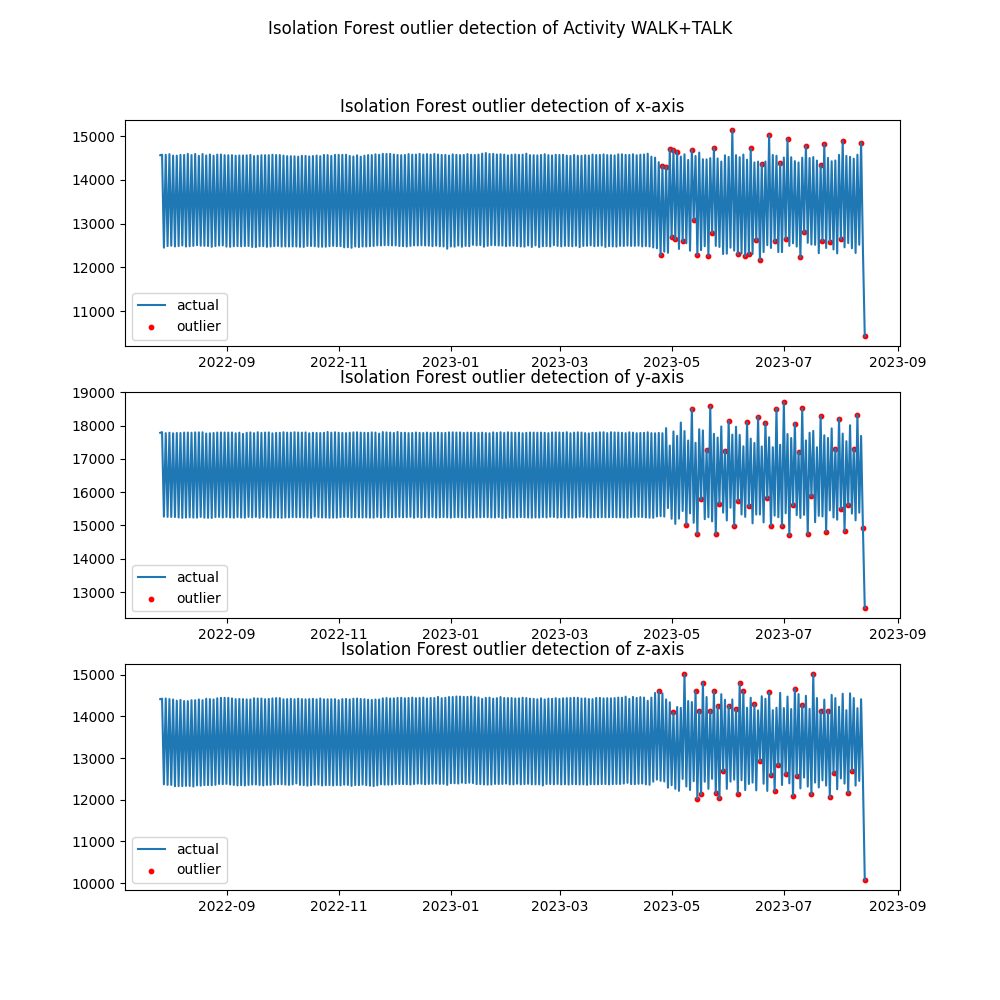 Isolation Forest outlier detection of Activity WALK+TALK
Isolation Forest outlier detection of x-axis
15000
14000
13000
12000
11000
actual
outlier
2022-09 2022-11 2023-01 2023-03 2023-05 2023-07 2023-09
Isolation Forest outlier detection of y-axis
19000
18000
17000
16000
15000
14000
13000
actual
outlier
2022-09 2022-11 2023-01 2023-03 2023-05 2023-07 2023-09
Isolation Forest outlier detection of z-axis
15000
14000
13000
12000
11000
10000
actual
outlier
2022-09 2022-11 2023-01 2023-03 2023-05 2023-07 2023-09